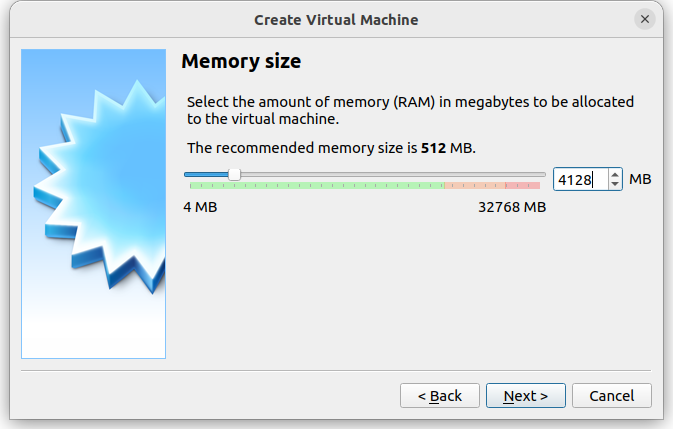 Create Virtual Machine
Memory size
Select the amount of memory (RAM) in megabytes to be allocated
to the virtual machine.
The recommended memory size is 512 MB.
4128 MB
4 MB 32768 MB
< Back Next > Cancel